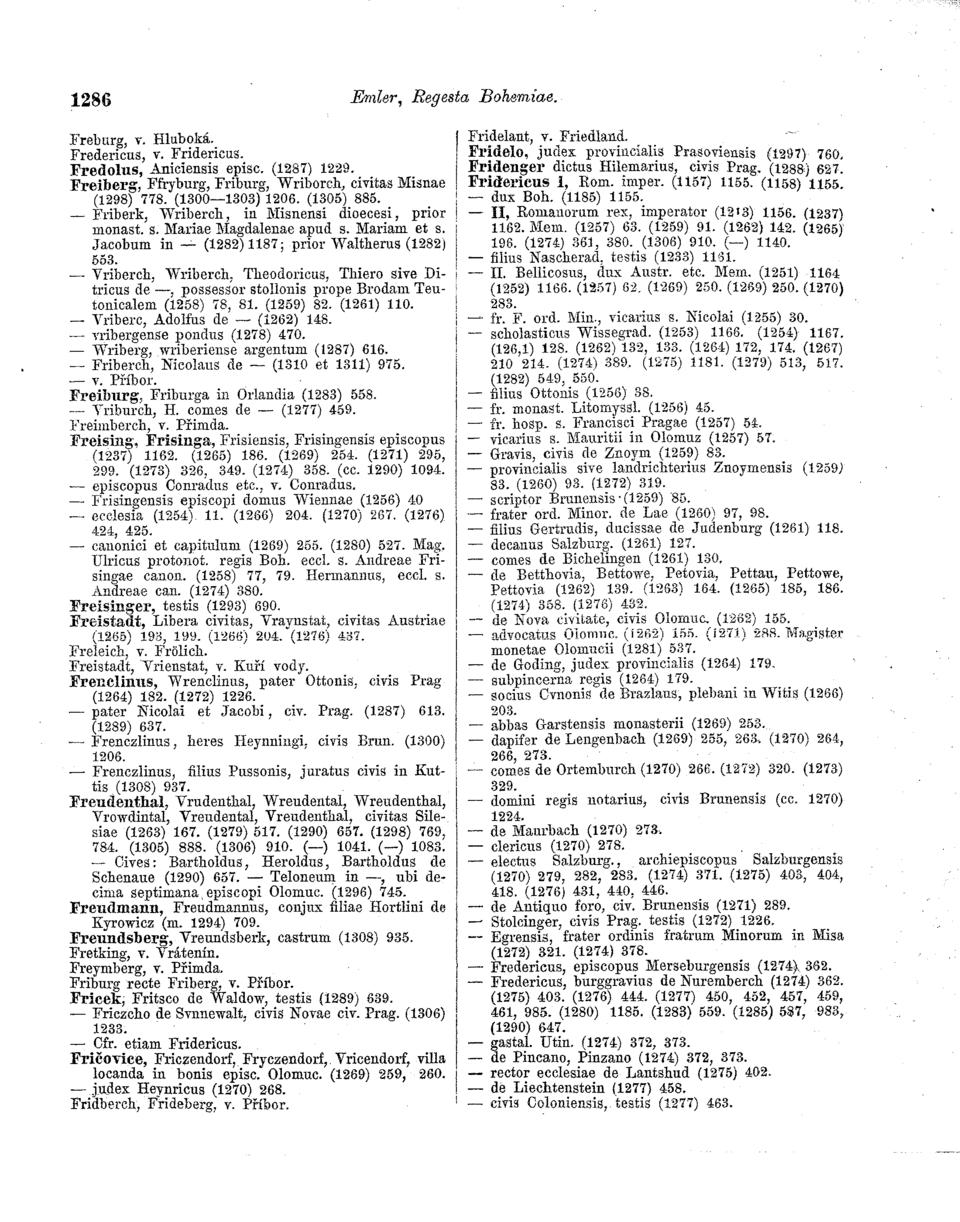 1286
Emler, Regesta Bohemiae.
Freburg, v. Hluboká.
Fredericus, v. Fridericus.
Fredolus, Aniciensis episc. (1287) 1229.
Freiberg, Ffryburg, Friburg, Wriborch, civitas Misnae
(1298) 778. (1300—1303) 1206. (1305) 885.
— Friberk, Wriberch, in Misnensi dioecesi, prior
monast. s. Mariae Magdalenae apud s. Mariam et s.
Jacobum in — (1282) 1187; prior Waltherus (1282)
553.
— Vriberch, Wriberch, Theodoricus, Thiero sive Di-
tricus de —, possessor stollonis prope Brodam Teu-
tonicalem (1258) 78, 81. (1259) 82. (1261) 110.
— Vriberc, Adolfus de — (1262) 148.
— vribergense pondus (1278) 470.
— Wriberg, wriberiense argentum (1287) 616.
— Friberch, Nicolaus de — (1310 et 1311) 975.
— v. Příbor.
Freiburg, Friburga in Orlandia (1283) 558.
— Vriburch, H. comes de — (1277) 459.
Freimberch, v. Přimda.
Freising, Frisinga, Frisiensis, Frisingensis episcopus
(1237) 1162. (1265) 186. (1269) 254. (1271) 295,
299. (1273) 326, 349. (1274) 358. (cc. 1290) 1094.
— episcopus Conradus etc., v. Conradus.
— Frisingensis episcopi domus Wiennae (1256) 40
— ecclesia (1254) 11. (1266) 204. (1270) 267. (1276)
424, 425.
— canonici et capitulum (1269) 255. (1280) 527. Mag.
Ulricus protonot. regis Boh. eccl. s. Andreae Fri-
singae canon. (1258) 77, 79. Hermannus, eccl. s.
Andreae can. (1274) 380.
Freisinger, testis (1293) 690.
Freistadt, Libera civitas, Vraynstat, civitas Austriae
(1265) 193, 199. (1266) 204. (1276) 437.
Freleich, v. Frölich.
Freistadt, Vrienstat, v. Kuří vody.
Frenclinus, Wrenclinus, pater Ottonis, civis Prag
(1264) 182. (1272) 1226.
— pater Nicolai et Jacobi, civ. Prag. (1287) 613.
(1289) 637.
— Frenczlinus, heres Heynningi, civis Brun. (1300)
1206.
— Frenczlinus, filius Pussonis, juratus civis in Kut-
tis (1308) 937.
Freudenthal, Vrudenthal, Wreudental, Wreudenthal,
Vrowdintal, Vreudental, Vreudenthal, civitas Sile-
siae (1263) 167. (1279) 517. (1290) 657. (1298) 769,
784. (1305) 888. (1306) 910. (—) 1041. (—) 1083.
— Cives: Bartholdus, Heroldus, Bartholdus de
Schenaue (1290) 657. — Teloneum in —, ubi de-
cima septimana episcopi Olomuc. (1296) 745.
Freudmann, Freudmannus, conjux filiae Hortlini de
Kyrowicz (m. 1294) 709.
Freundsberg, Vreundsberk, castrum (1308) 935.
Fretking, v. Vrátenín.
Freymberg, v. Přimda.
Friburg recte Friberg, v. Příbor.
Fricek, Fritsco de Waldow, testis (1289) 639.
— Friczcho de Svnnewalt, civis Novae civ. Prag. (1306)
1233.
— Cfr. etiam Fridericus.
Fričovice, Friczendorf, Fryczendorf, Vricendorf, villa
locanda in bonis episc. Olomuc. (1269) 259, 260.
— judex Heynricus (1270) 268.
Fridberch, Frideberg, v. Příbor.
Fridelant, v. Friedland.
Fridelo, judex provincialis Prasoviensis (1297) 760.
Fridenger dictus Hilemarius, civis Prag. (1288) 627.
Fridericus I, Rom. imper. (1157) 1155. (1158) 1155.
— dux Boh. (1185) 1155.
— II, Romanorum rex, imperator (1213) 1156. (1237)
1162. Mem. (1257) 63. (1259) 91. (1262) 142. (1265)
196. (1274) 361, 380. (1306) 910. (—) 1140.
— filius Nascherad, testis (1233) 1161.
— II. Bellicosus, dux Austr. etc. Mem. (1251) 1164
(1252) 1166. (1257) 62. (1269) 250. (1269) 250. (1270)
283.
— fr. F. ord. Min., vicarius s. Nicolai (1255) 30.
— scholasticus Wissegrad. (1253) 1166. (1254) 1167.
(126,1) 128. (1262) 132, 133. (1264) 172, 174. (1267)
210 214. (1274) 389. (1275) 1181. (1279) 513, 517.
(1282) 549, 550.
— filius Ottonis (1256) 38.
— fr. monast. Litomyssl. (1256) 45.
— fr. hosp. s. Francisci Pragae (1257) 54.
— vicarius s. Mauritii in Olomuz (1257) 57.
— Gravis, civis de Znoym (1259) 83.
— provincialis sive landrichterius Znoymensis (1259)
83. (1260) 93. (1272) 319.
— scriptor Brunensis (1259) 85.
— frater ord. Minor. de Lae (1260) 97, 98.
— filius Gertrudis, ducissae de Judenburg (1261) 118.
— decanus Salzburg. (1261) 127.
— comes de Bichelingen (1261) 130.
— de Betthovia, Bettowe, Petovia, Pettau, Pettowe,
Pettovia (1262) 139. (1263) 164. (1265) 185, 186.
(1274) 358. (1276) 432.
— de Nova civitate, civis Olomuc. (1262) 155.
— advocatus Olomuc. (1262) 155. (1271) 288. Magister
monetae Olomucii (1281) 537.
— de Goding, judex provincialis (1264) 179.
— subpincerna regis (1264) 179.
— socius Cvnonis de Brazlaus, plebani in Witis (1266)
203.
— abbas Garstensis monasterii (1269) 253.
— dapifer de Lengenbach (1269) 255, 263. (1270) 264,
266, 273.
— comes de Ortemburch (1270) 266. (1272) 320. (1273)
329.
— domini regis notarius, civis Brunensis (cc. 1270)
1224.
— de Maurbach (1270) 273.
— clericus (1270) 278.
— electus Salzburg., archiepiscopus Salzburgensis
(1270) 279, 282, 283. (1274) 371. (1275) 403, 404,
418. (1276) 431, 440, 446.
— de Antiquo foro, civ. Brunensis (1271) 289.
— Stolcinger, civis Prag. testis (1272) 1226.
— Egrensis, frater ordinis fratrum Minorum in Misa
(1272) 321. (1274) 378.
— Fredericus, episcopus Merseburgensis (1274) 362.
— Fredericus, burggravius de Nuremberch (1274) 362.
(1275) 403. (1276) 444. (1277) 450, 452, 457, 459,
461, 985. (1280) 1185. (1283) 559. (1285) 587, 983,
(1290) 647.
— gastal. Utin. (1274) 372, 373.
— de Pincano, Pinzano (1274) 372, 373.
— rector ecclesiae de Lantshud (1275) 402.
— de Liechtenstein (1277) 458.
— civis Coloniensis, testis (1277) 463.